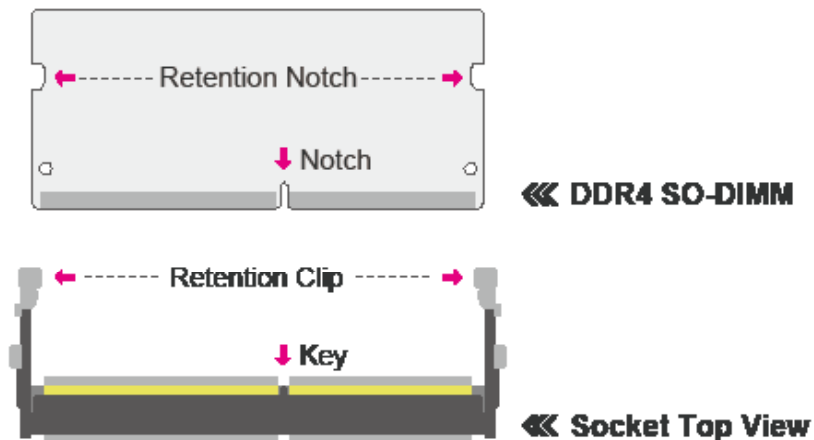 Retention Notch
Notch
DDR4 SO-DIMM
Retention Clip
Key
Socket Top View